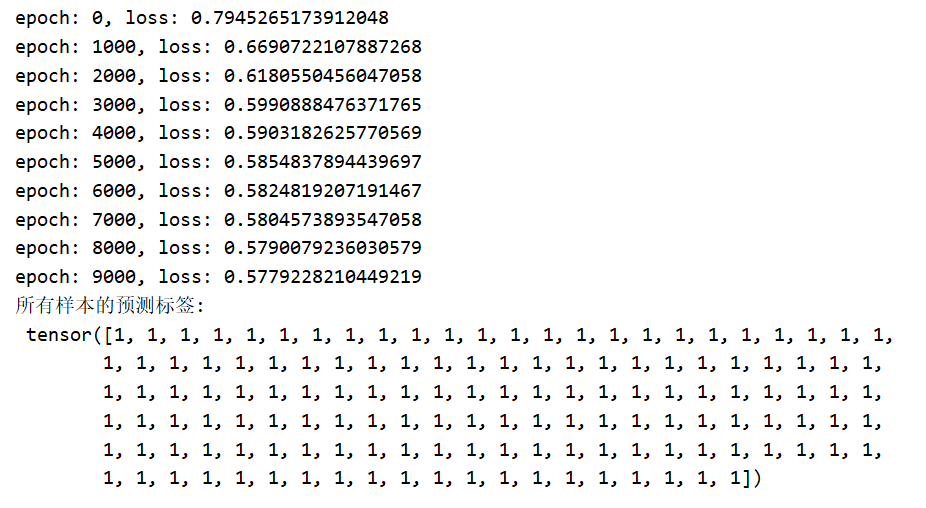 epoch: 0, loss: 0.7945265173912048
epoch: 1000, loss: 0.6690722107887268
epoch: 2000, loss: 0.6180550456047058
epoch: 3000, loss: 0.5990888476371765
epoch: 4000, loss: 0.5903182625770569
epoch: 5000, loss: 0.5854837894439697
epoch: 6000, loss: 0.5824819207191467
epoch: 7000, loss: 0.5804573893547058
epoch: 8000, loss: 0.5790079236030579
epoch: 9000, loss: 0.5779228210449219
所有样本的预测标签:
tensor([1, 1, 1, 1, 1, 1, 1, 1, 1, 1, 1, 1, 1, 1, 1, 1, 1, 1, 1, 1, 1, 1, 1, 1,
1, 1, 1, 1, 1, 1, 1, 1, 1, 1, 1, 1, 1, 1, 1, 1, 1, 1, 1, 1, 1, 1, 1, 1,
1, 1, 1, 1, 1, 1, 1, 1, 1, 1, 1, 1, 1, 1, 1, 1, 1, 1, 1, 1, 1, 1, 1, 1,
1, 1, 1, 1, 1, 1, 1, 1, 1, 1, 1, 1, 1, 1, 1, 1, 1, 1, 1, 1, 1, 1, 1, 1,
1, 1, 1, 1, 1, 1, 1, 1, 1, 1, 1, 1, 1, 1, 1, 1, 1, 1, 1, 1, 1, 1, 1, 1,
1, 1, 1, 1, 1, 1, 1, 1, 1, 1, 1, 1, 1, 1, 1, 1, 1, 1, 1, 1])